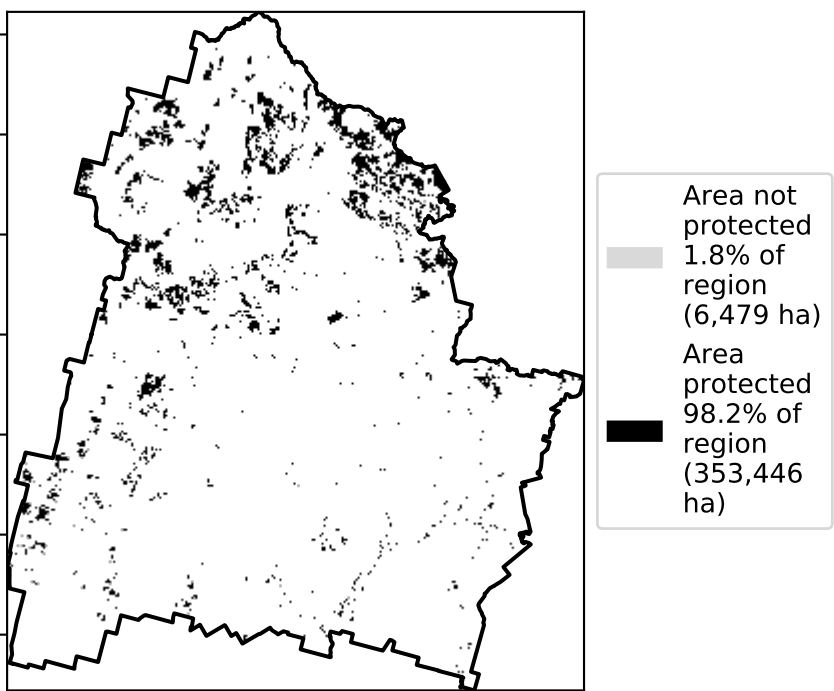 Area not
protected
1.8% of
region
(6,479 ha)
Area
protected
98.2% of
region
(353,446
ha)